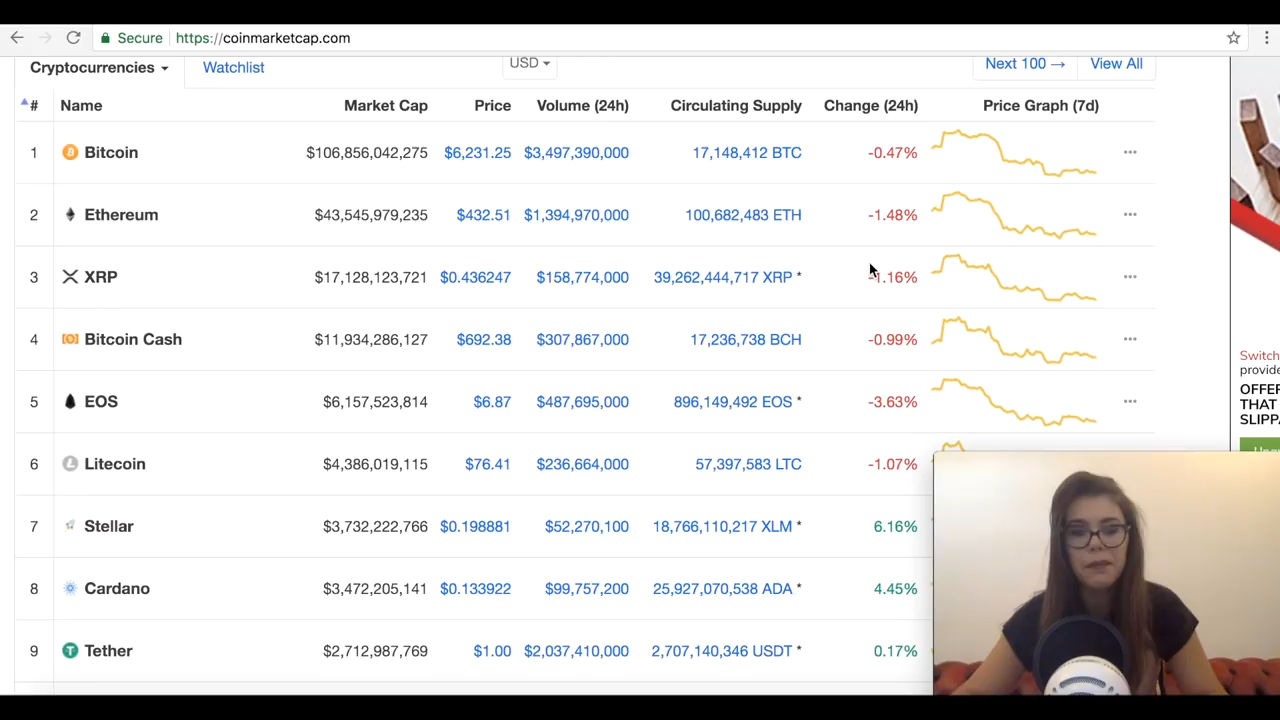 Secure https://coinmarketcap.com
Cryptocurrencies Watchlist USD Next 100 → View All
# Name Market Cap Price Volume (24h) Circulating Supply Change (24h) Price Graph (7d)
1 Bitcoin $106,856,042,275 $6,231.25 $3,497,390,000 17,148,412 BTC -0.47%
2 Ethereum $43,545,979,235 $432.51 $1,394,970,000 100,682,483 ETH -1.48%
3 XRP $17,128,123,721 $0.436247 $158,774,000 39,262,444,717 XRP * -1.16%
4 Bitcoin Cash $11,934,286,127 $692.38 $307,867,000 17,236,738 BCH -0.99%
5 EOS $6,157,523,814 $6.87 $487,695,000 896,149,492 EOS * -3.63%
6 Litecoin $4,386,019,115 $76.41 $236,664,000 57,397,583 LTC -1.07%
7 Stellar $3,732,222,766 $0.198881 $52,270,100 18,766,110,217 XLM * 6.16%
8 Cardano $3,472,205,141 $0.133922 $99,757,200 25,927,070,538 ADA * 4.45%
9 Tether $2,712,987,769 $1.00 $2,037,410,000 2,707,140,346 USDT * 0.17%
Switch
provide
OFFER
THAT
SLIPPA